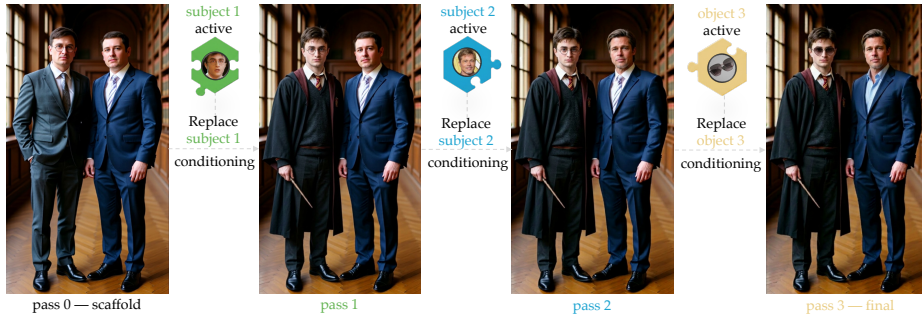 subject 1
active
Replace
subject 1
conditioning
subject 2
active
Replace
subject 2
conditioning
object 3
active
Replace
object 3
conditioning
pass 0 — scaffold
pass 1
pass 2
pass 3 — final